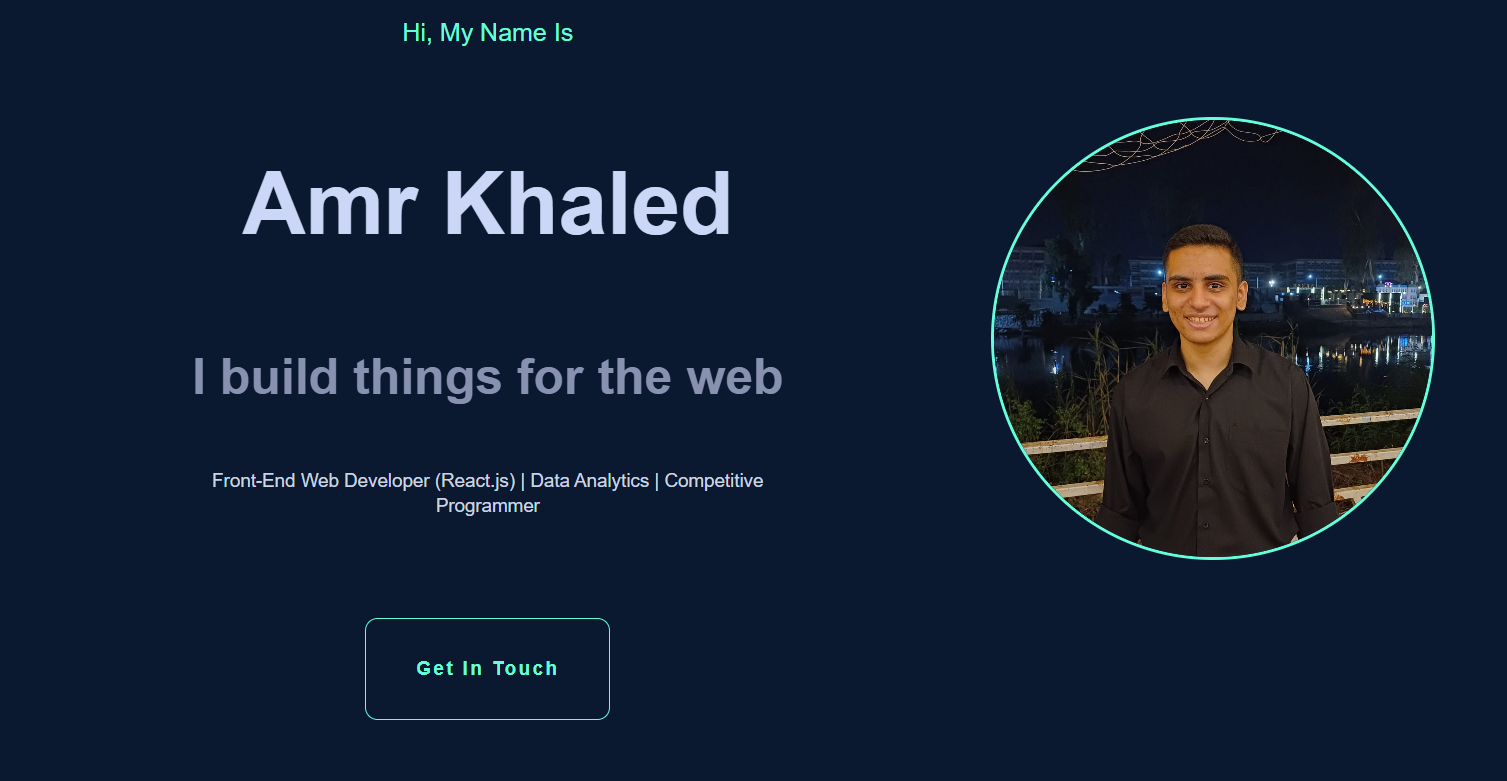 Hi, My Name Is
Amr Khaled
I build things for the web
Front-End Web Developer (React.js) | Data Analytics | Competitive
Programmer
Get In Touch